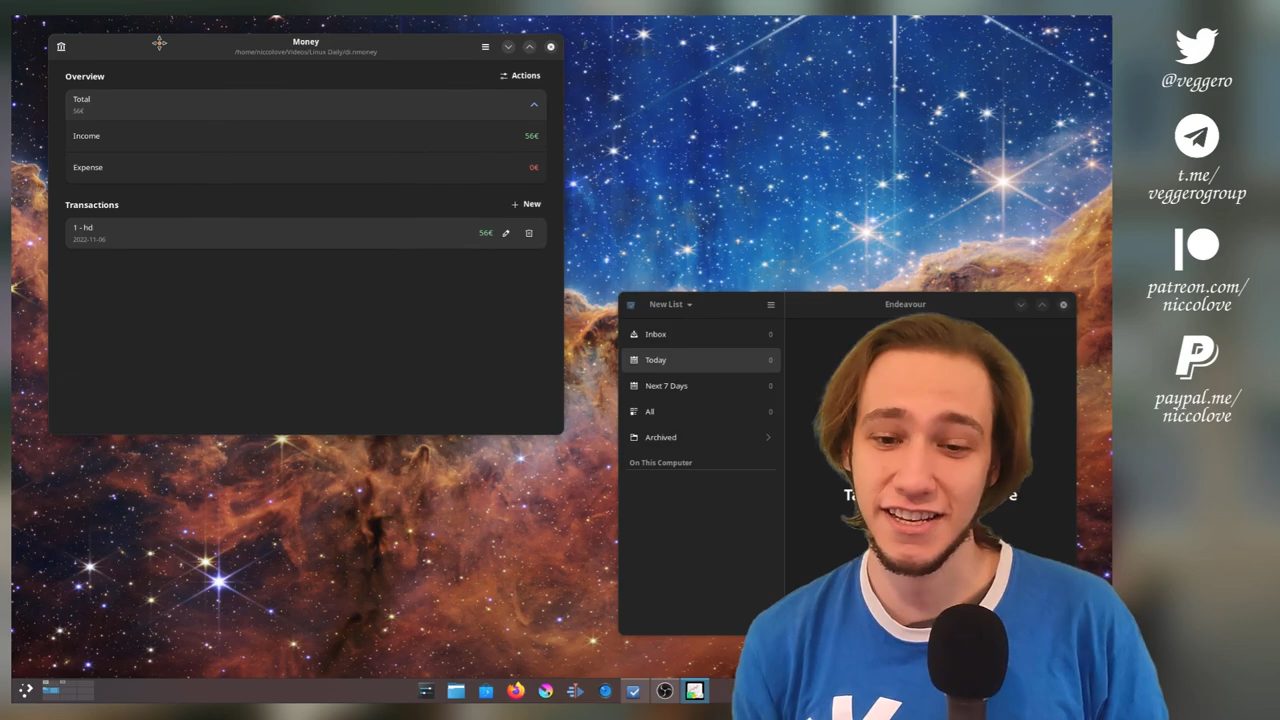 Money
/home/niccolove/Videos/Linux Daily/di.nmoney
Overview
Actions
Total
56€
Income
56€
Expense
0€
Transactions
New
1 - hd
2022-11-06
56€
New List
Endeavour
Inbox
0
Today
0
Next 7 Days
0
All
0
Archived
On This Computer
@veggero
t.me/
veggerogroup
patreon.com/
niccolove
paypal.me/
niccolove